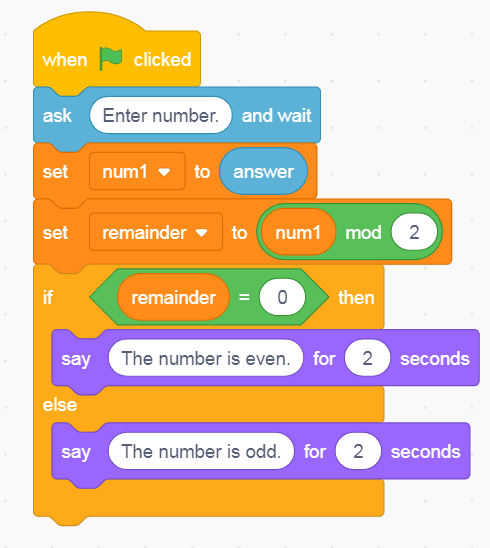 when clicked
ask Enter number. and wait
set num1 to answer
set remainder to num1 mod 2
if remainder = 0 then
say The number is even. for 2 seconds
else
say The number is odd. for 2 seconds